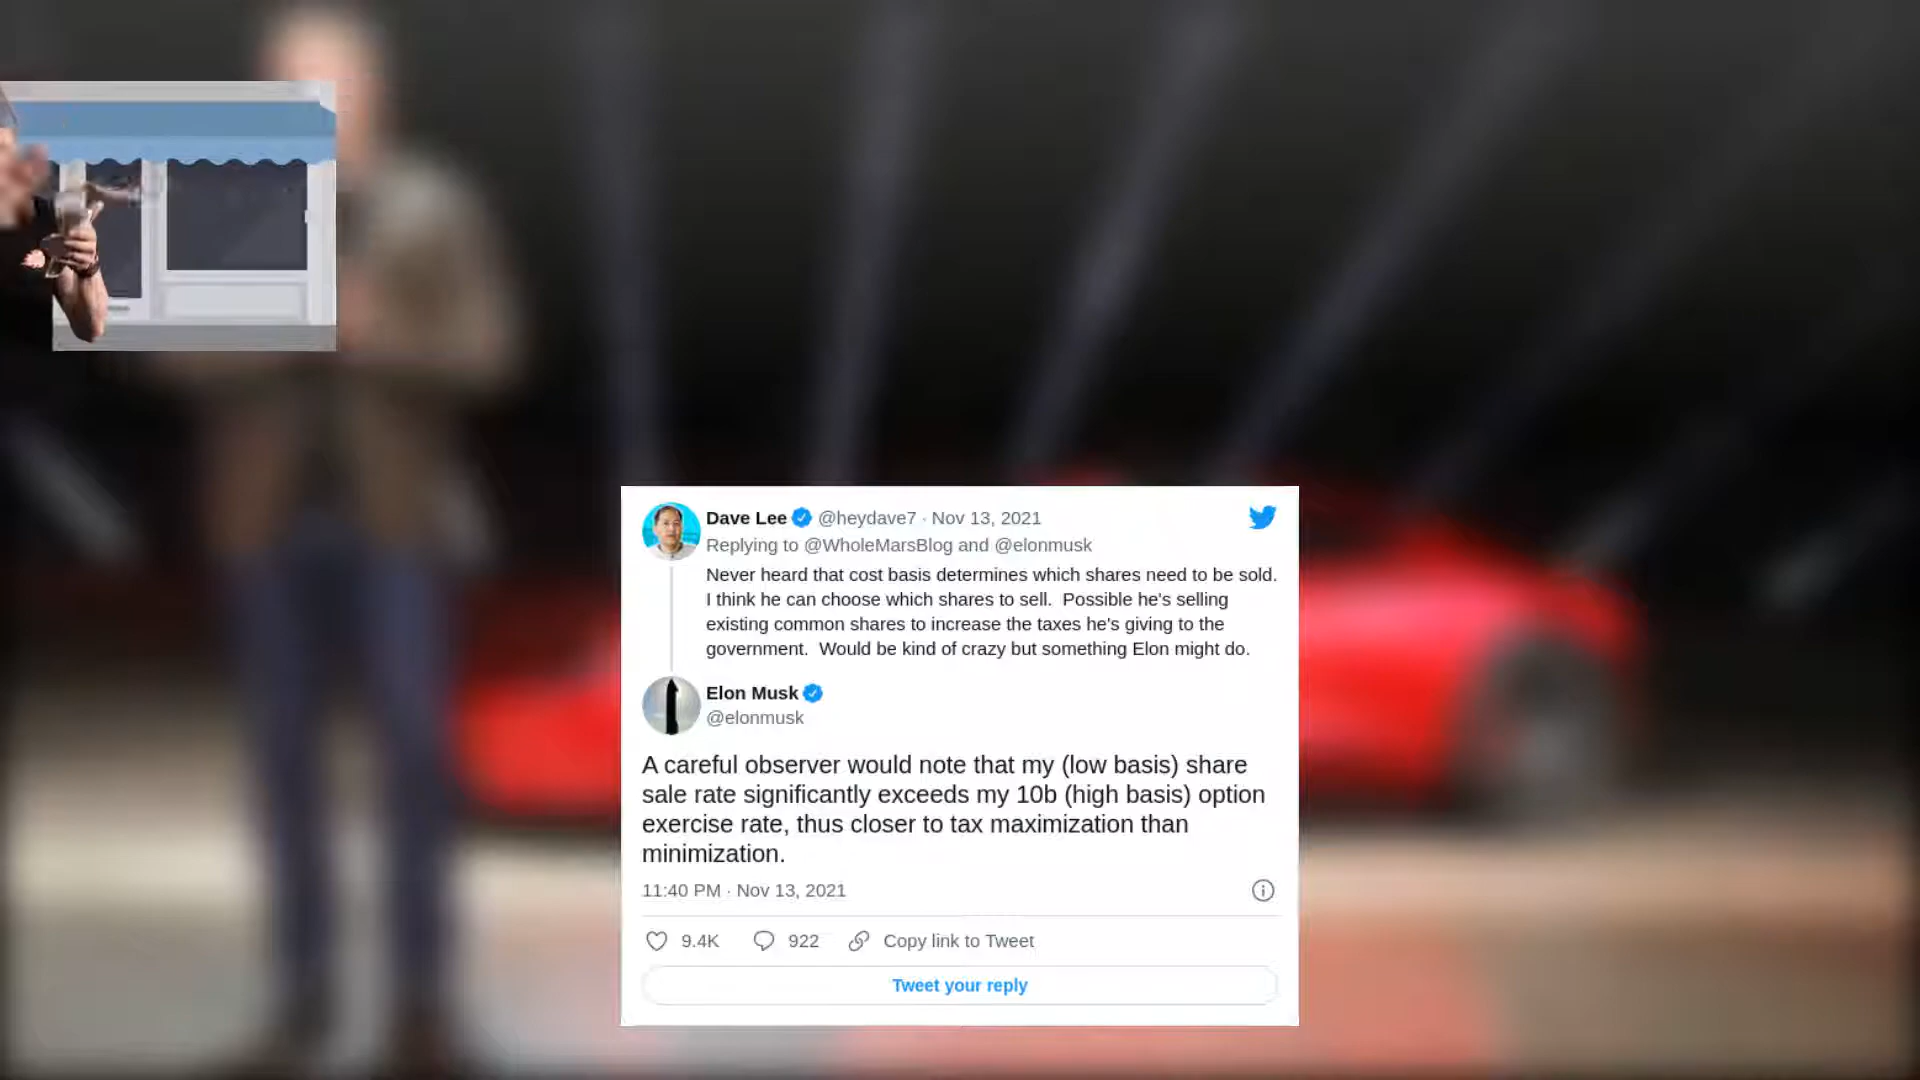 Dave Lee @heydave7 · Nov 13, 2021
Replying to @WholeMarsBlog and @elonmusk
Never heard that cost basis determines which shares need to be sold.
I think he can choose which shares to sell.  Possible he's selling
existing common shares to increase the taxes he's giving to the
government.  Would be kind of crazy but something Elon might do.
Elon Musk
@elonmusk
A careful observer would note that my (low basis) share
sale rate significantly exceeds my 10b (high basis) option
exercise rate, thus closer to tax maximization than
minimization.
11:40 PM · Nov 13, 2021
9.4K 922 Copy link to Tweet
Tweet your reply